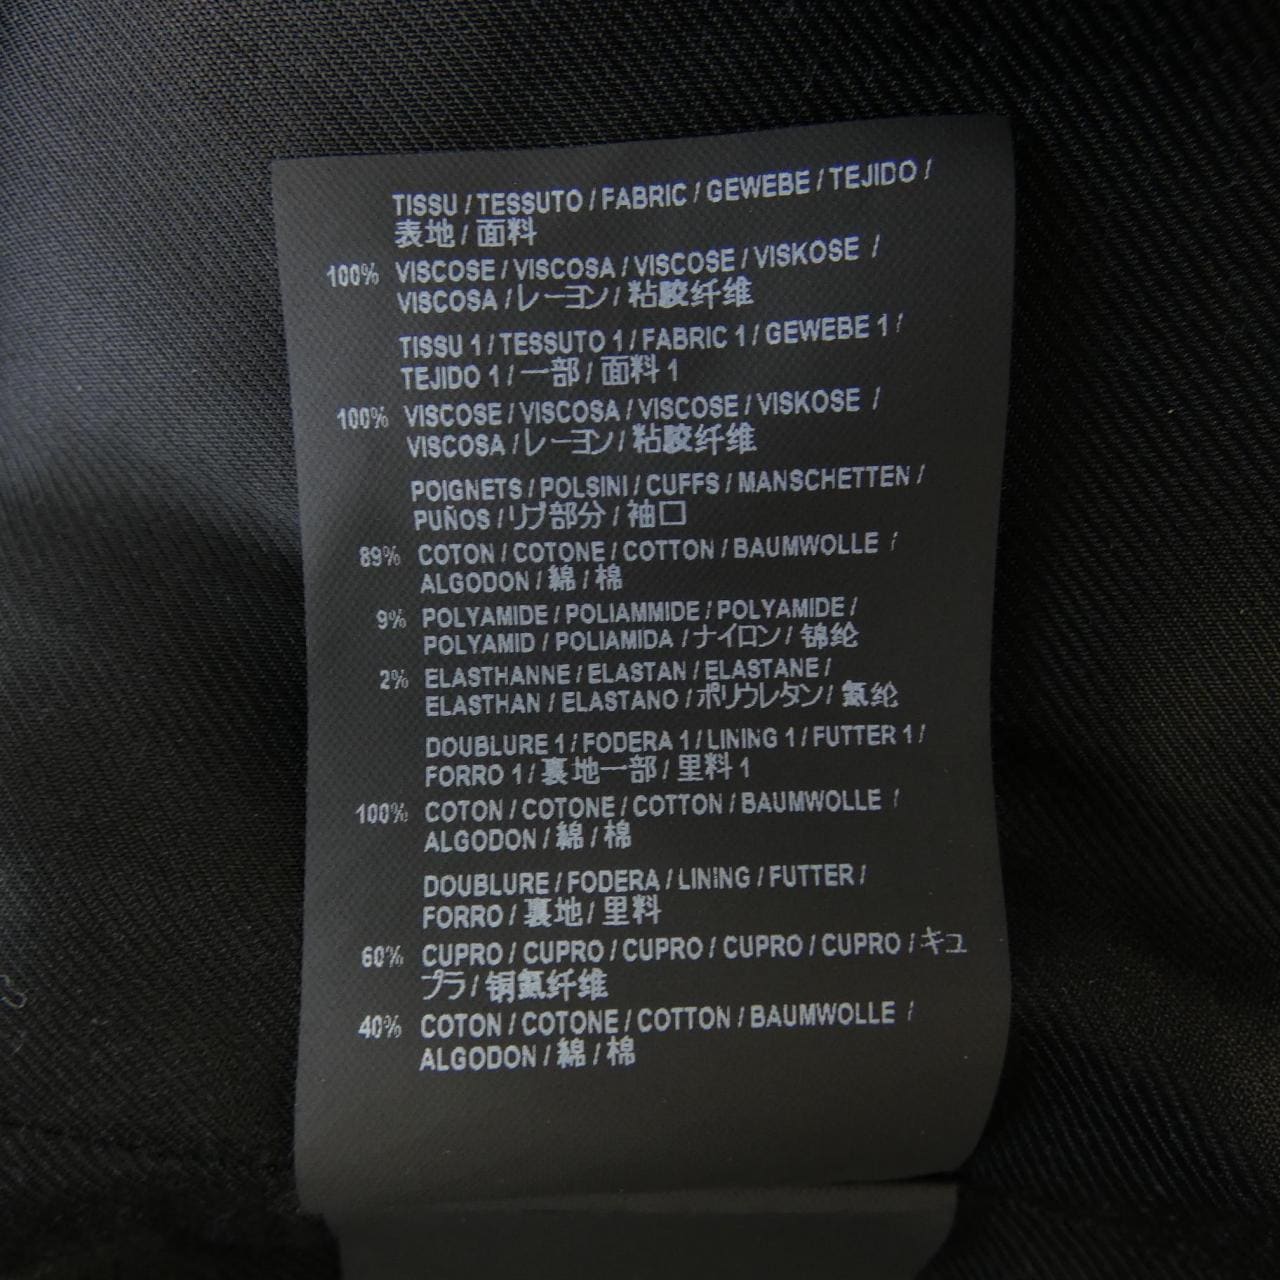 TISSU / TESSUTO / FABRIC / GEWEBE / TEJIDO /
表地 / 面料
100% VISCOSE / VISCOSA / VISCOSE / VISKOSE /
VISCOSA / レーヨン / 粘胶纤维
TISSU 1 / TESSUTO 1 / FABRIC 1 / GEWEBE 1 /
TEJIDO 1 / 一部 / 面料 1
100% VISCOSE / VISCOSA / VISCOSE / VISKOSE /
VISCOSA / レーヨン / 粘胶纤维
POIGNETS / POLSINI / CUFFS / MANSCHETTEN /
PUÑOS / リブ部分 / 袖口
89% COTON / COTONE / COTTON / BAUMWOLLE /
ALGODON / 綿 / 棉
9% POLYAMIDE / POLIAMMIDE / POLYAMIDE /
POLYAMID / POLIAMIDA / ナイロン / 锦纶
2% ELASTHANNE / ELASTAN / ELASTANE /
ELASTHAN / ELASTANO / ポリウレタン / 氨纶
DOUBLURE 1 / FODERA 1 / LINING 1 / FUTTER 1 /
FORRO 1 / 裏地一部 / 里料 1
100% COTON / COTONE / COTTON / BAUMWOLLE /
ALGODON / 綿 / 棉
DOUBLURE / FODERA / LINING / FUTTER /
FORRO / 裏地 / 里料
60% CUPRO / CUPRO / CUPRO / CUPRO / CUPRO / キュ
プラ / 铜氨纤维
40% COTON / COTONE / COTTON / BAUMWOLLE /
ALGODON / 綿 / 棉